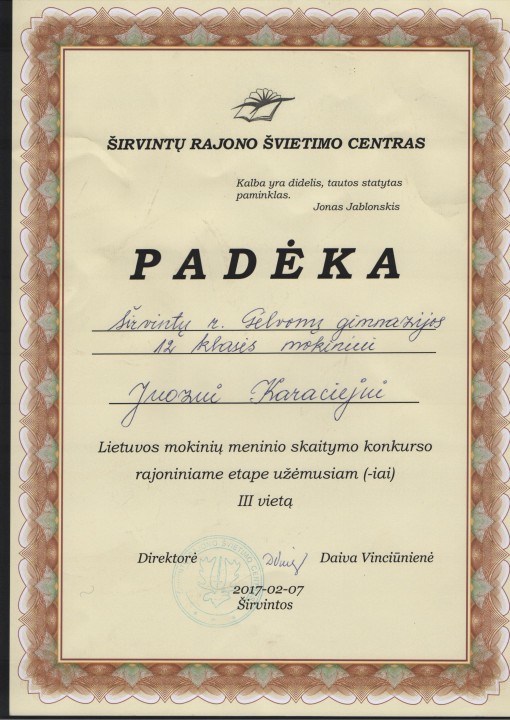 ŠIRVINTŲ RAJONO ŠVIETIMO CENTRAS
Kalba yra didelis, tautos statytas
paminklas.
Jonas Jablonskis
PADĖKA
Širvintų r. Gelvonų gimnazijos
12 klasės mokiniui
Juozui Karaciejui
Lietuvos mokinių meninio skaitymo konkurso
rajoniniame etape užėmusiam (-iai)
III vietą
Direktorė Daiva Vinciūnienė
2017-02-07
Širvintos